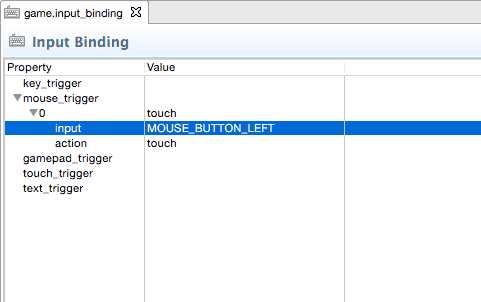 game.input_binding
Input Binding
Property Value
key_trigger
mouse_trigger
0 touch
input MOUSE_BUTTON_LEFT
action touch
gamepad_trigger
touch_trigger
text_trigger